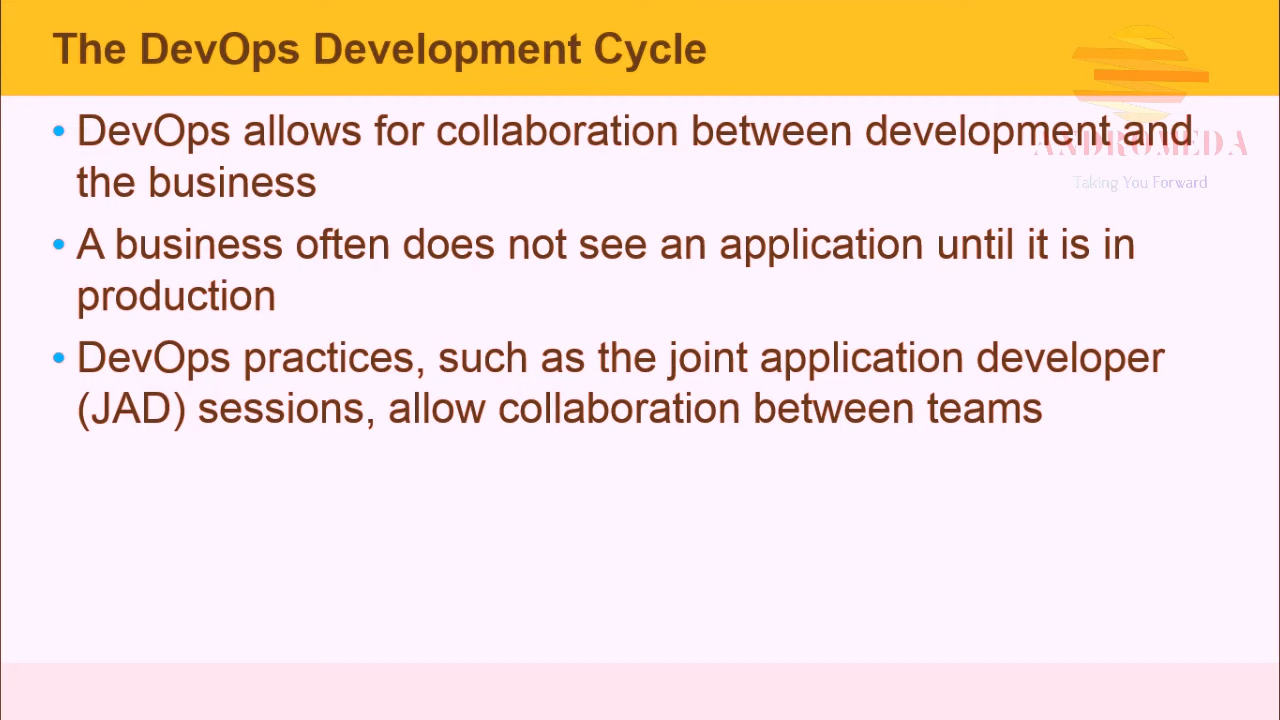 The DevOps Development Cycle
• DevOps allows for collaboration between development and
the business
ANDROMEDA
Taking You Forward
• A business often does not see an application until it is in
production
• DevOps practices, such as the joint application developer
(JAD) sessions, allow collaboration between teams